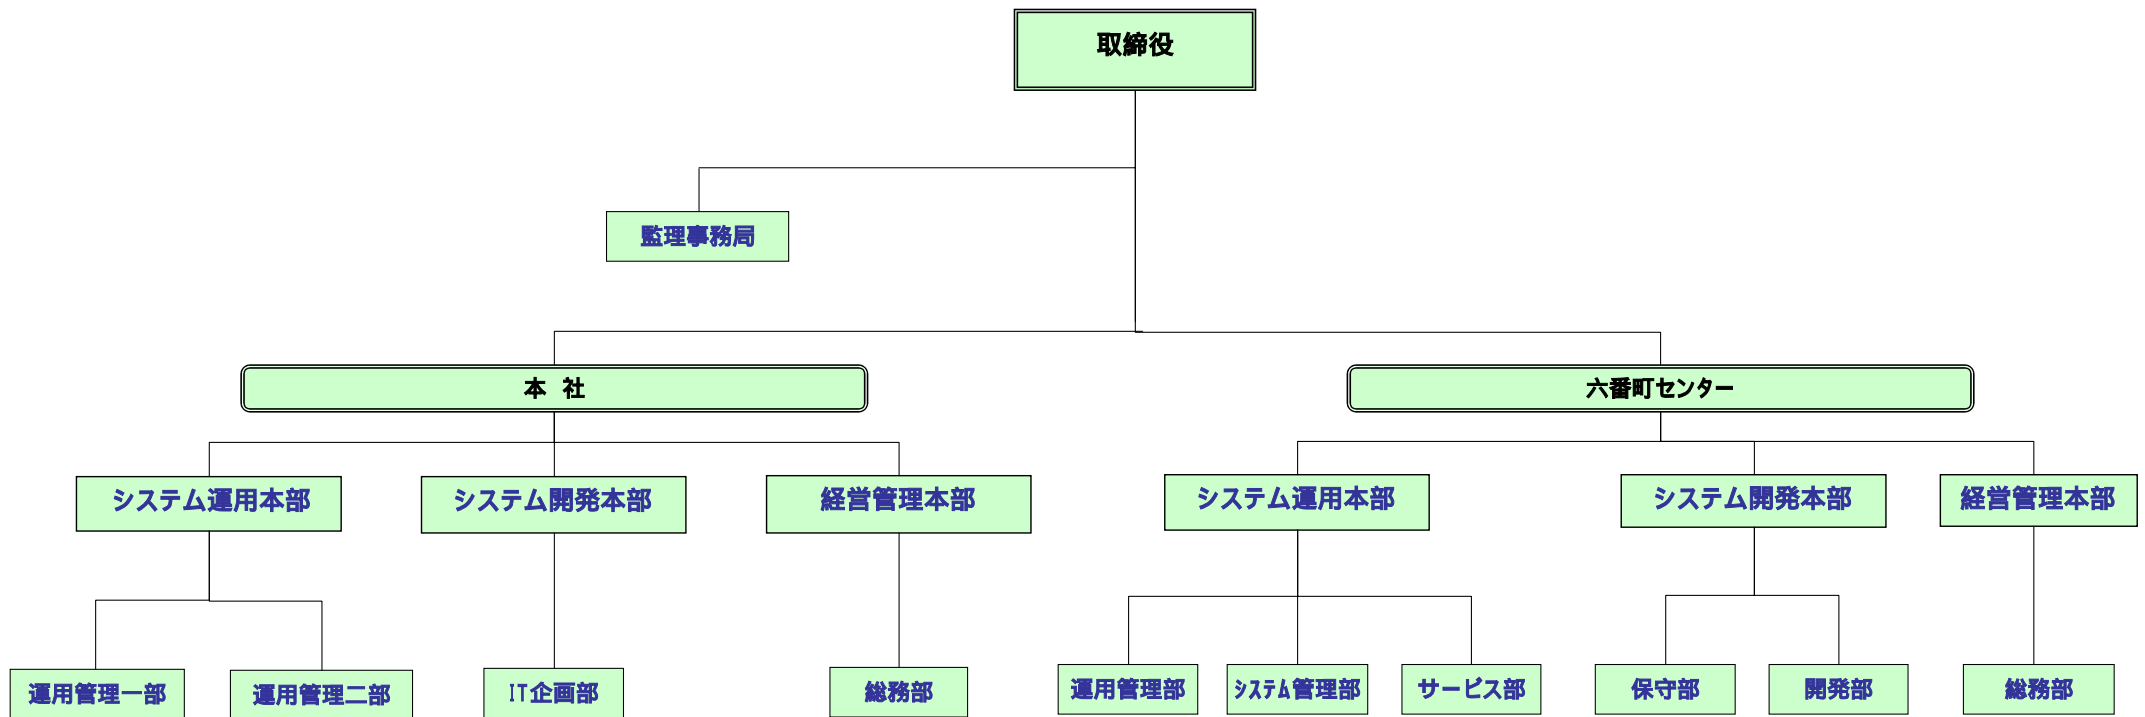 取締役
監理事務局
本 社
六番町センター
システム運用本部
システム開発本部
経営管理本部
システム運用本部
システム開発本部
経営管理本部
運用管理一部
運用管理二部
IT企画部
総務部
運用管理部
システム管理部
サービス部
保守部
開発部
総務部